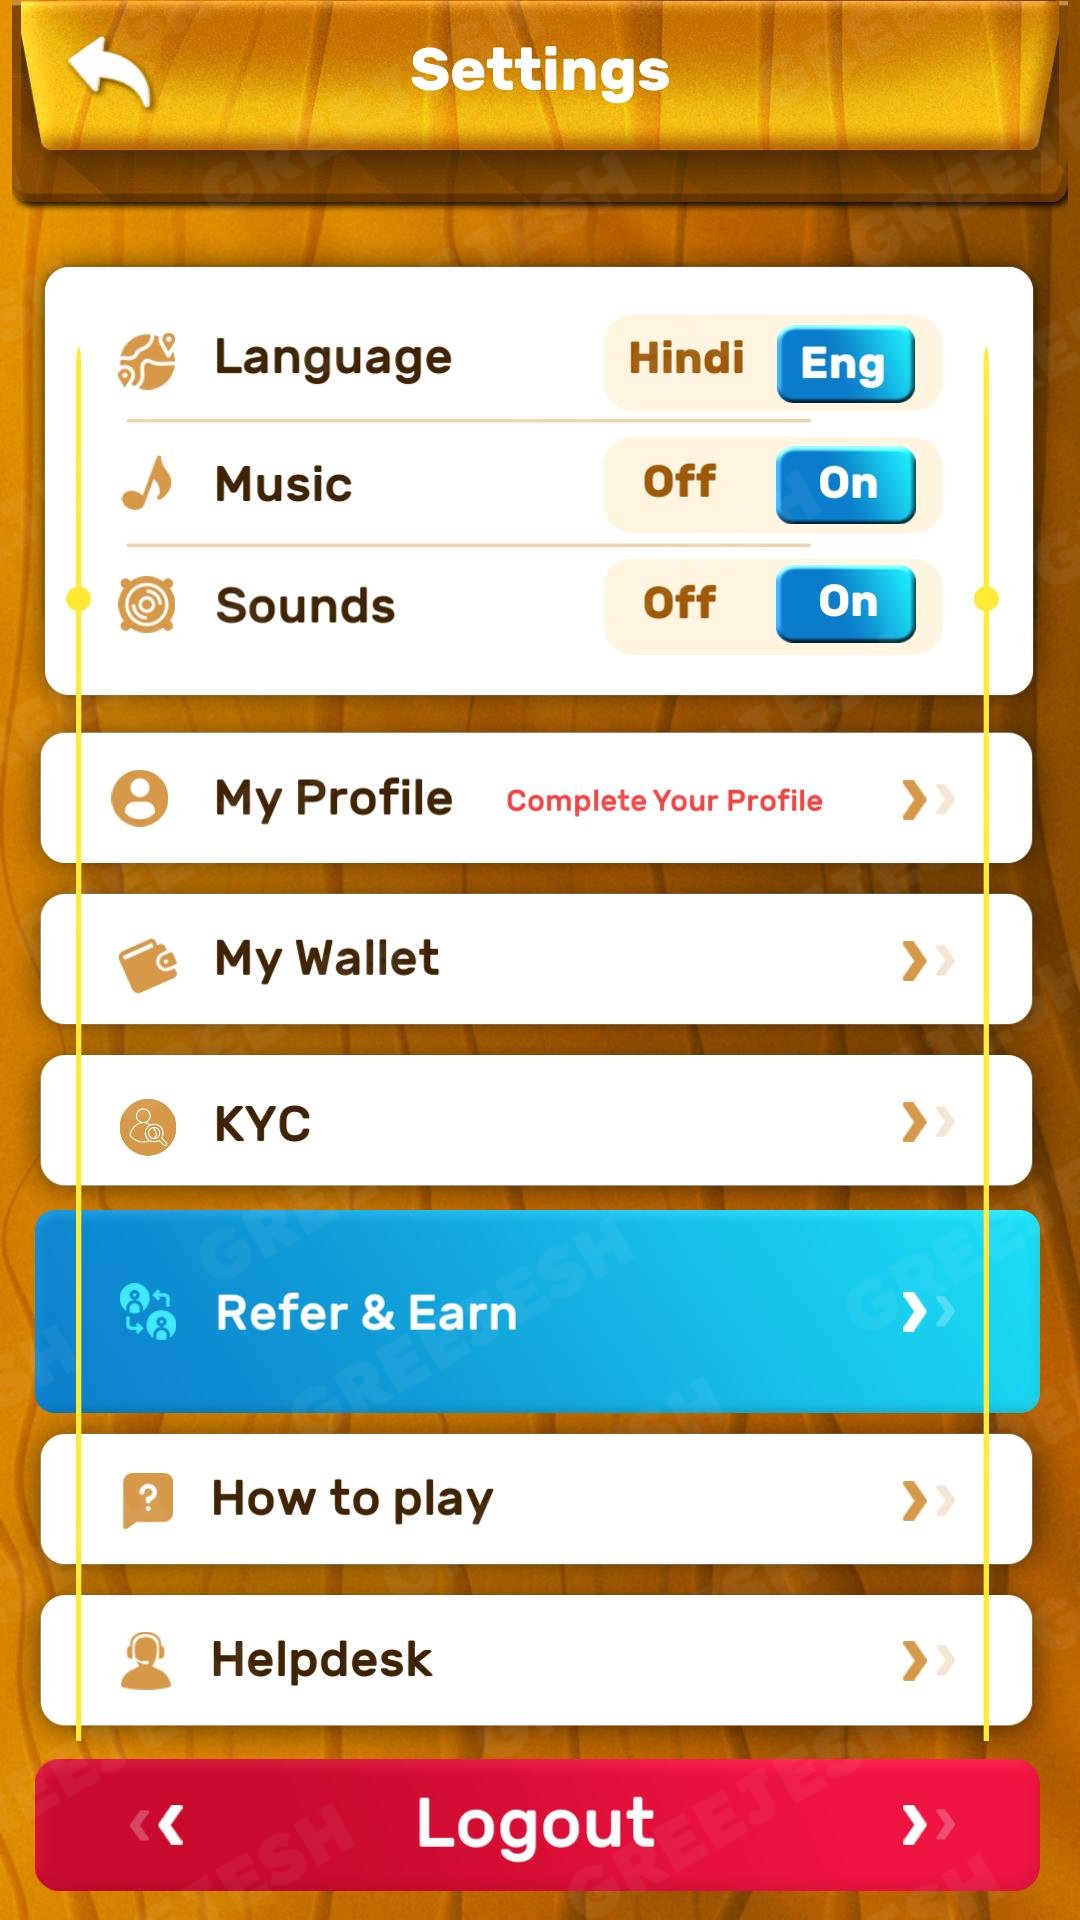 Settings
Language Hindi Eng
Music Off On
Sounds Off On
My Profile Complete Your Profile
My Wallet
KYC
Refer & Earn
? How to play
Helpdesk
Logout
GREEJESH